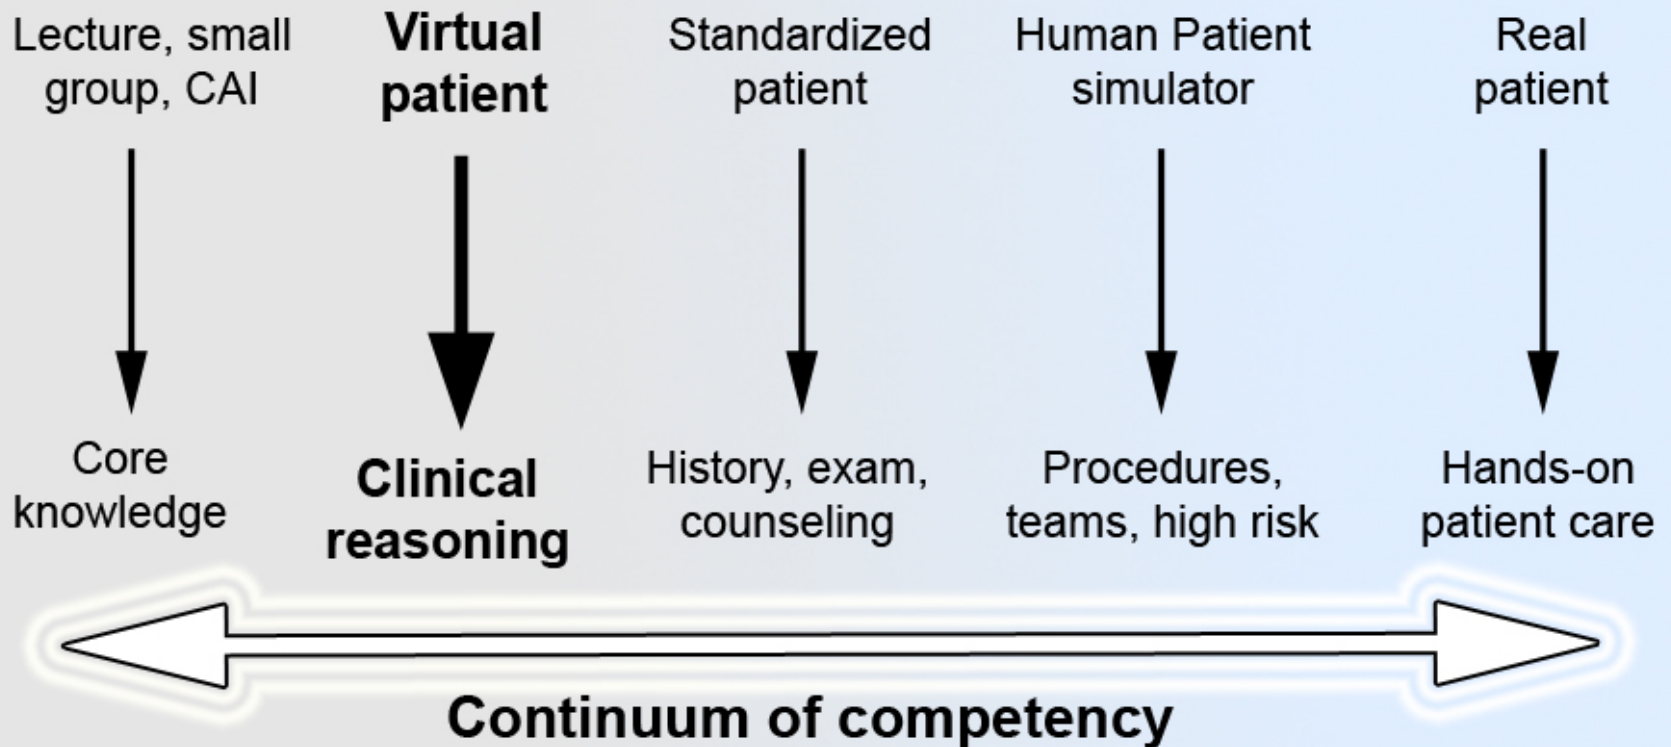 Lecture, small
group, CAI
Virtual
patient
Standardized
patient
Human Patient
simulator
Real
patient
Core
knowledge
Clinical
reasoning
History, exam,
counseling
Procedures,
teams, high risk
Hands-on
patient care
Continuum of competency